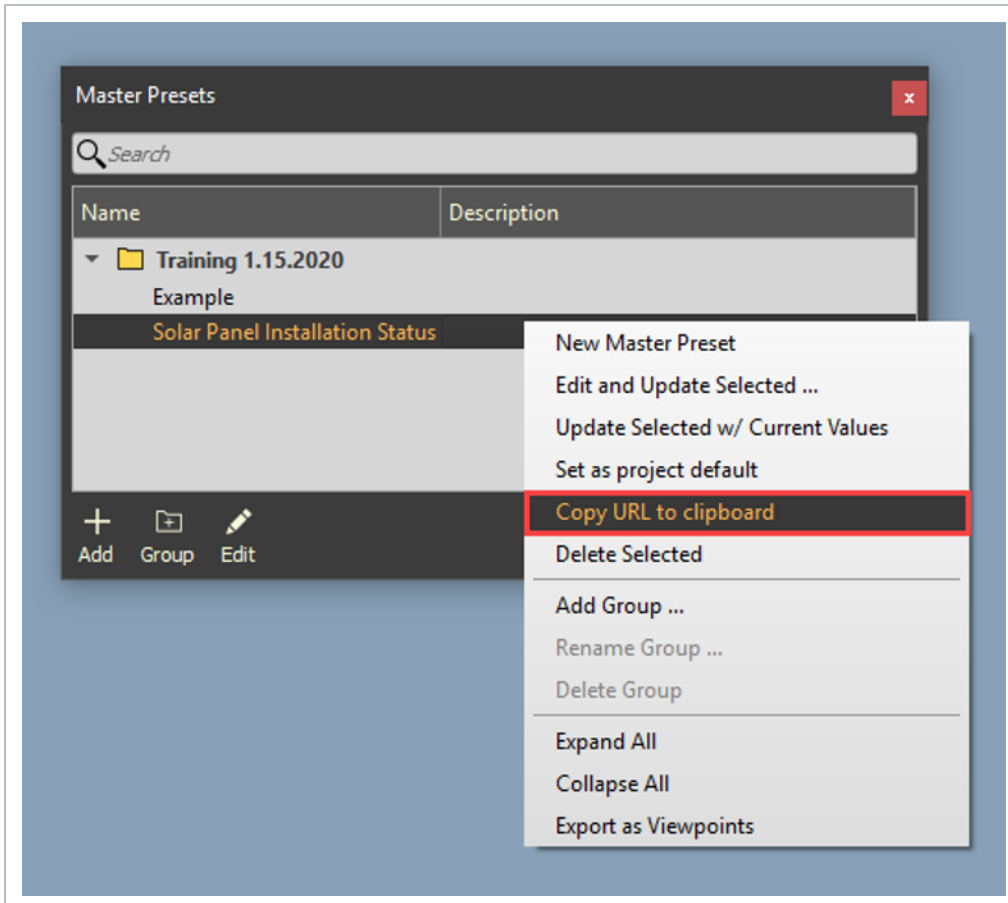 Master Presets
x
Search
Name Description
Training 1.15.2020
Example
Solar Panel Installation Status
New Master Preset
Edit and Update Selected ...
Update Selected w/ Current Values
Set as project default
Copy URL to clipboard
Delete Selected
Add Group ...
Rename Group ...
Delete Group
Expand All
Collapse All
Export as Viewpoints
Add Group Edit